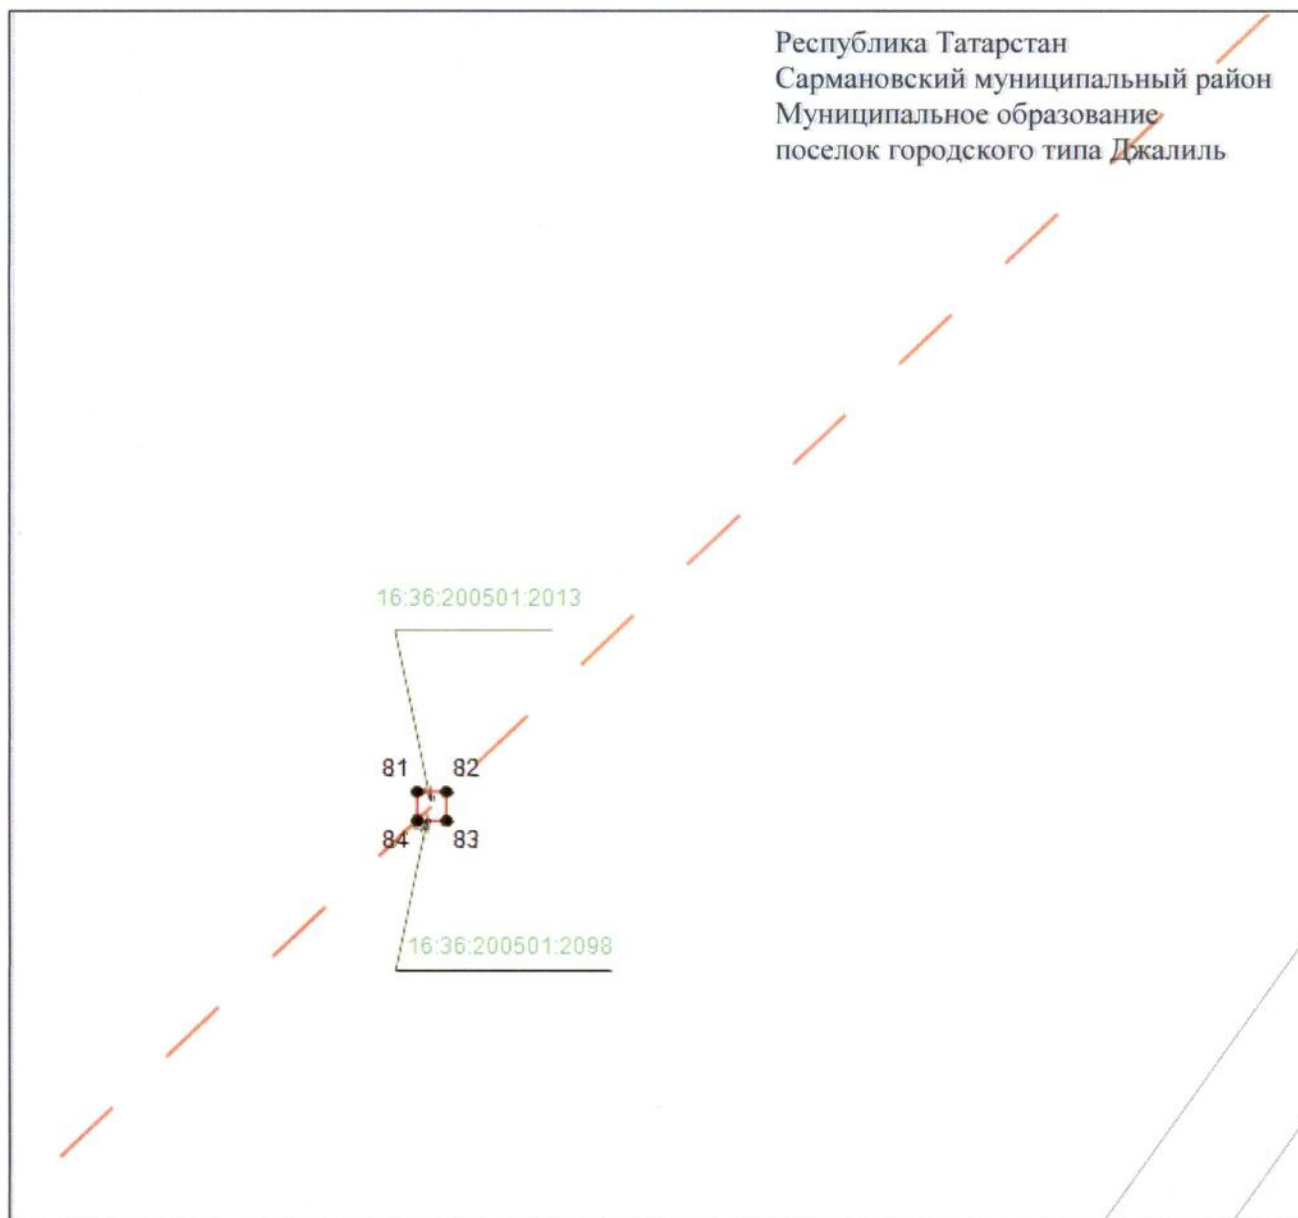 Республика Татарстан
Сармановский муниципальный район
Муниципальное образование
поселок городского типа Джалиль
16:36:200501:2013
81 82
84 83
16:36:200501:2098